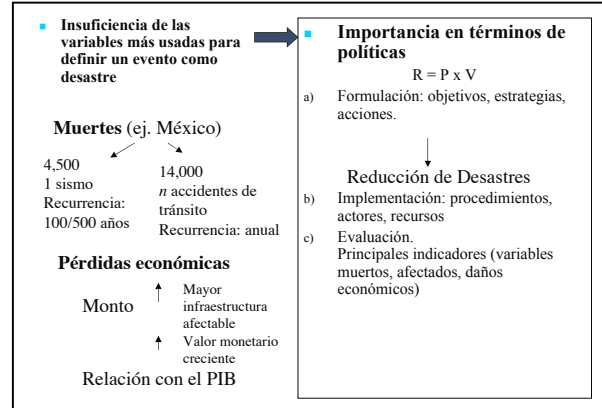 Insuficiencia de las
variables más usadas para
definir un evento como
desastre
Muertes (ej. México)
4,500
1 sismo
Recurrencia:
100/500 años
14,000
n accidentes de
tránsito
Recurrencia: anual
Pérdidas económicas
Monto
Mayor
infraestructura
afectable
Valor monetario
creciente
Relación con el PIB
Importancia en términos de
políticas
R = P x V
a) Formulación: objetivos, estrategias,
acciones.
Reducción de Desastres
b) Implementación: procedimientos,
actores, recursos
c) Evaluación.
Principales indicadores (variables
muertos, afectados, daños
económicos)